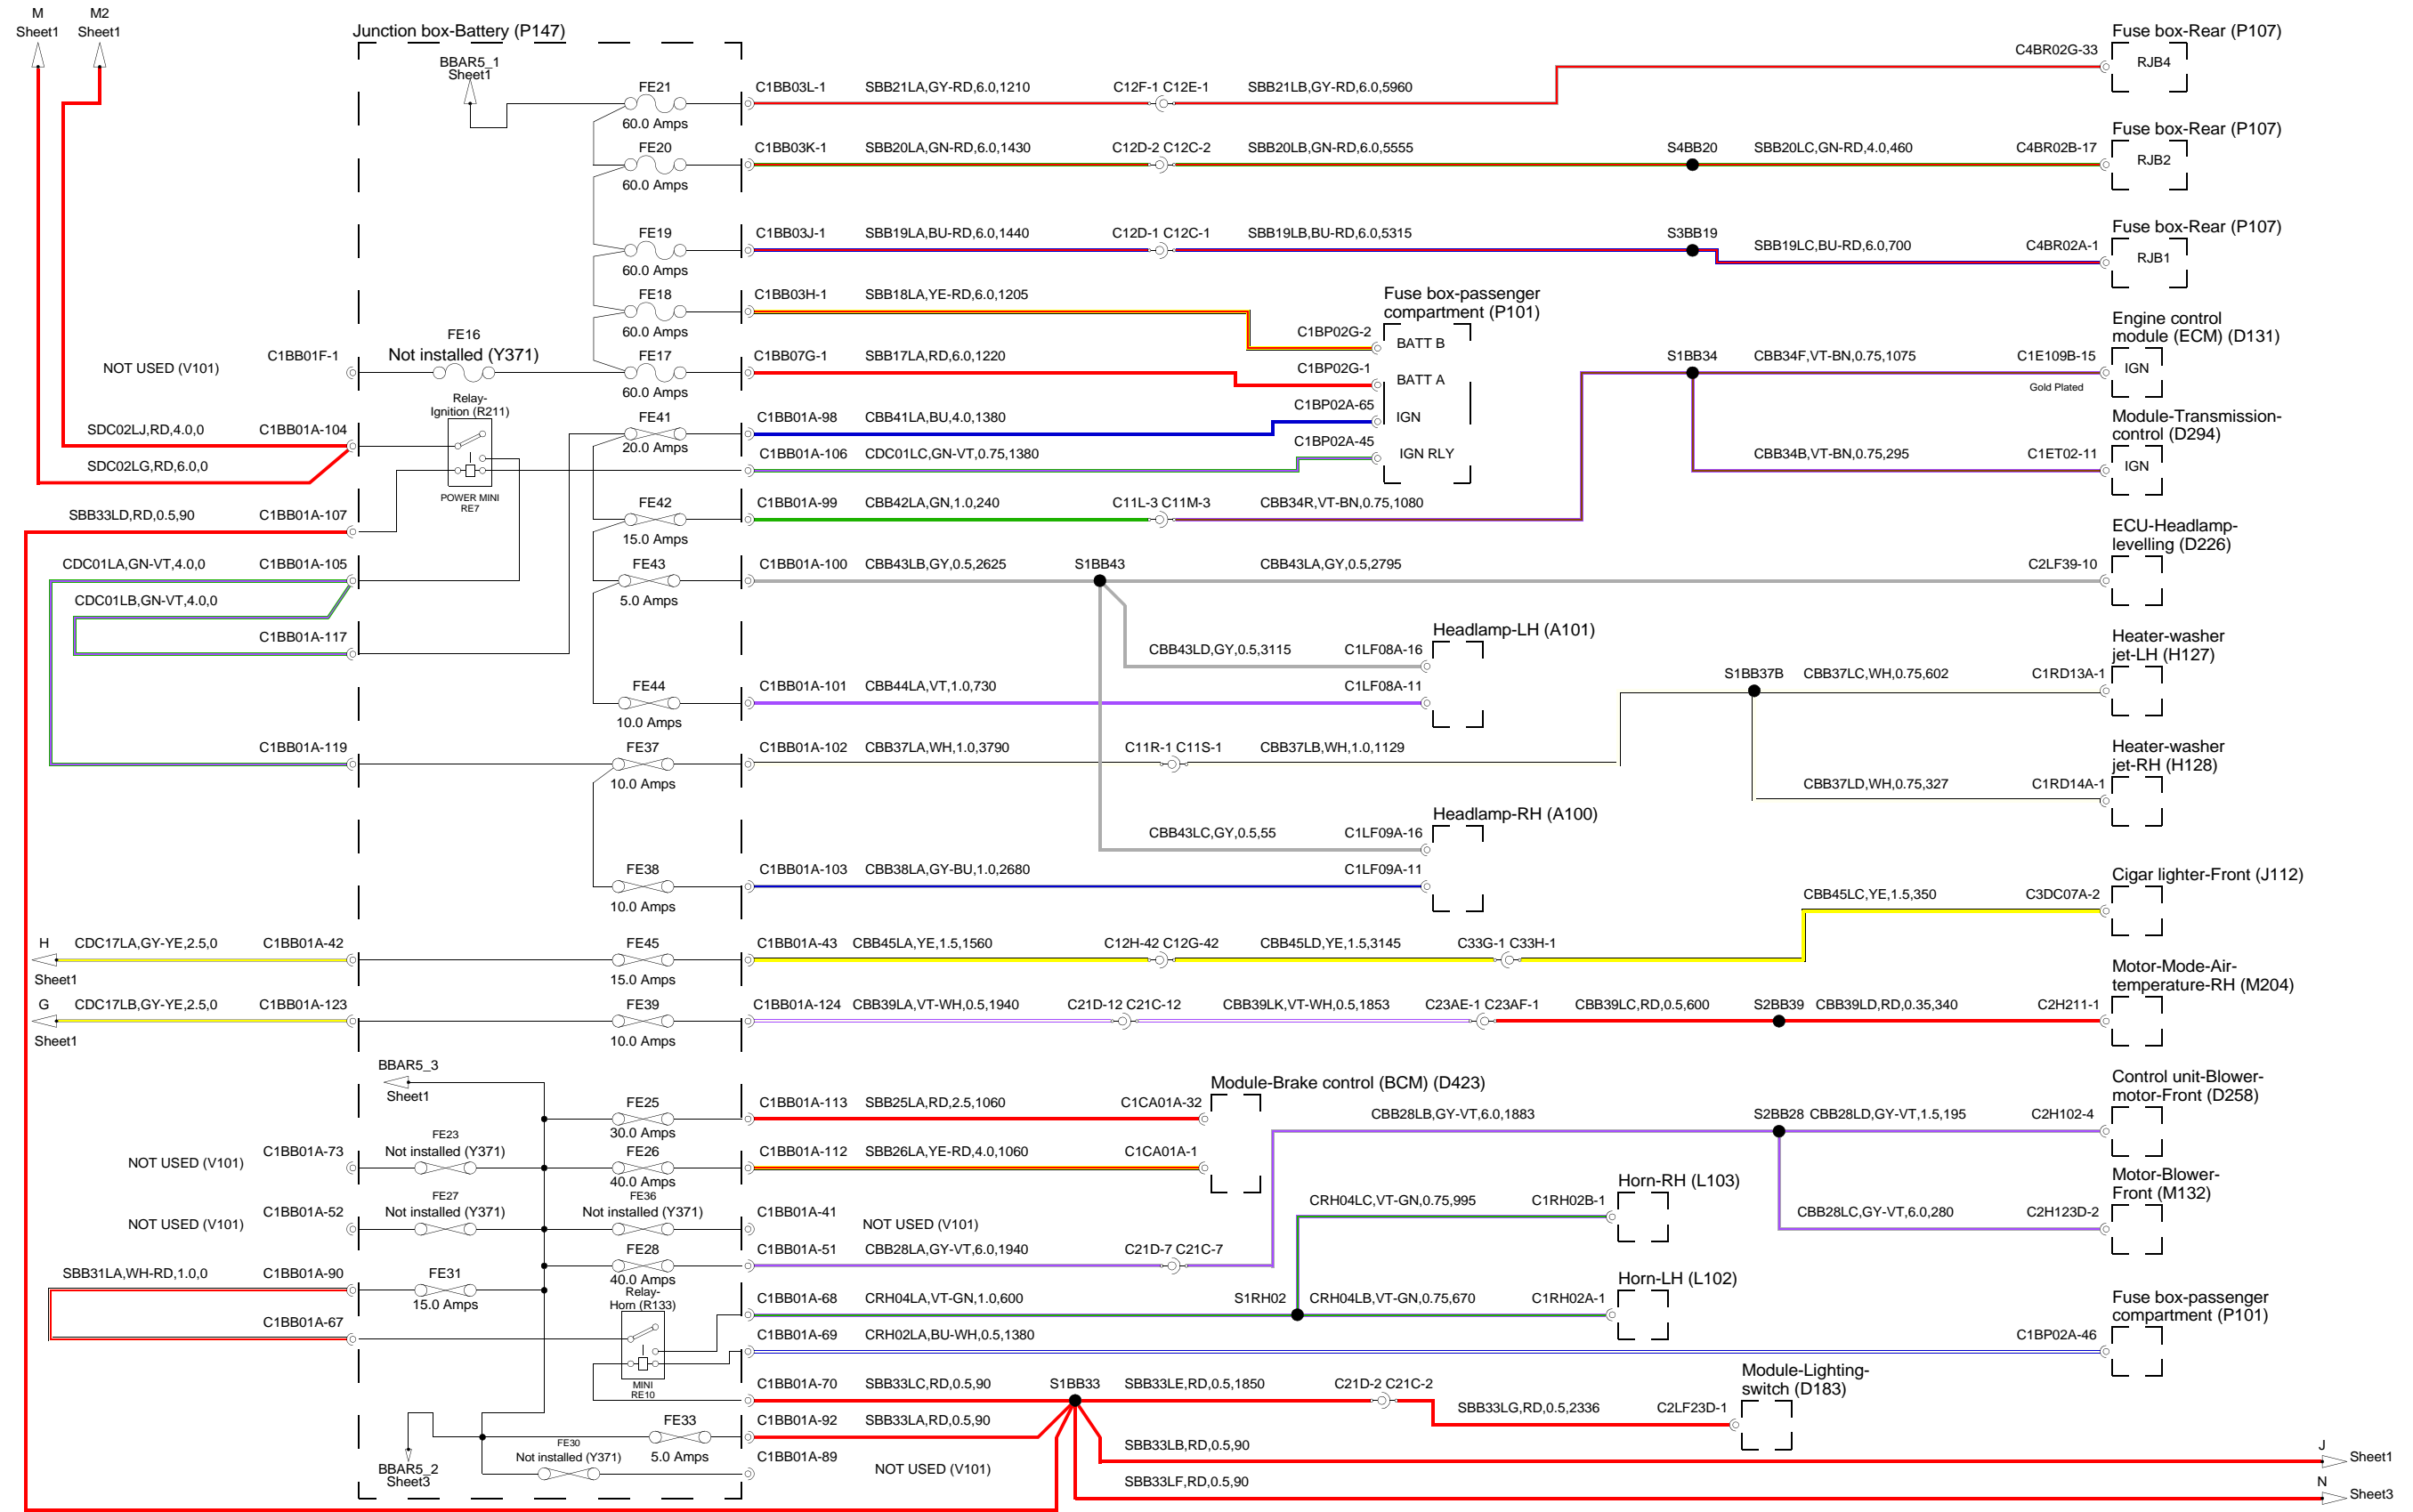 M
M2
Sheet1
Sheet1
Junction box-Battery (P147)
BBAR5_1
Sheet1
FE21
60.0 Amps
C1BB03L-1
SBB21LA,GY-RD,6.0,1210
C12F-1 C12E-1
SBB21LB,GY-RD,6.0,5960
C4BR02G-33
Fuse box-Rear (P107)
RJB4
FE20
60.0 Amps
C1BB03K-1
SBB20LA,GN-RD,6.0,1430
C12D-2 C12C-2
SBB20LB,GN-RD,6.0,5555
S4BB20
SBB20LC,GN-RD,4.0,460
C4BR02B-17
Fuse box-Rear (P107)
RJB2
FE19
60.0 Amps
C1BB03J-1
SBB19LA,BU-RD,6.0,1440
C12D-1 C12C-1
SBB19LB,BU-RD,6.0,5315
S3BB19
SBB19LC,BU-RD,6.0,700
C4BR02A-1
Fuse box-Rear (P107)
RJB1
FE18
60.0 Amps
C1BB03H-1
SBB18LA,YE-RD,6.0,1205
C1BP02G-2
Fuse box-passenger
compartment (P101)
BATT B
BATT A
IGN
IGN RLY
NOT USED (V101)
C1BB01F-1
FE16
Not installed (Y371)
FE17
60.0 Amps
C1BB07G-1
SBB17LA,RD,6.0,1220
C1BP02G-1
S1BB34
CBB34F,VT-BN,0.75,1075
C1E109B-15
Gold Plated
Engine control
module (ECM) (D131)
IGN
SDC02LJ,RD,4.0,0
C1BB01A-104
SDC02LG,RD,6.0,0
Relay-
Ignition (R211)
POWER MINI
RE7
FE41
20.0 Amps
C1BB01A-98
CBB41LA,BU,4.0,1380
C1BP02A-65
C1BB01A-106
CDC01LC,GN-VT,0.75,1380
C1BP02A-45
CBB34B,VT-BN,0.75,295
C1ET02-11
Module-Transmission-
control (D294)
IGN
SBB33LD,RD,0.5,90
C1BB01A-107
FE42
15.0 Amps
C1BB01A-99
CBB42LA,GN,1.0,240
C11L-3 C11M-3
CBB34R,VT-BN,0.75,1080
CDC01LA,GN-VT,4.0,0
C1BB01A-105
CDC01LB,GN-VT,4.0,0
C1BB01A-117
FE43
5.0 Amps
C1BB01A-100
CBB43LB,GY,0.5,2625
S1BB43
CBB43LA,GY,0.5,2795
C2LF39-10
ECU-Headlamp-
levelling (D226)
CBB43LD,GY,0.5,3115
C1LF08A-16
Headlamp-LH (A101)
FE44
10.0 Amps
C1BB01A-101
CBB44LA,VT,1.0,730
C1LF08A-11
S1BB37B
CBB37LC,WH,0.75,602
C1RD13A-1
Heater-washer
jet-LH (H127)
C1BB01A-119
FE37
10.0 Amps
C1BB01A-102
CBB37LA,WH,1.0,3790
C11R-1 C11S-1
CBB37LB,WH,1.0,1129
CBB37LD,WH,0.75,327
C1RD14A-1
Heater-washer
jet-RH (H128)
CBB43LC,GY,0.5,55
C1LF09A-16
Headlamp-RH (A100)
FE38
10.0 Amps
C1BB01A-103
CBB38LA,GY-BU,1.0,2680
C1LF09A-11
H
Sheet1
CDC17LA,GY-YE,2.5,0
C1BB01A-42
FE45
15.0 Amps
C1BB01A-43
CBB45LA,YE,1.5,1560
C12H-42 C12G-42
CBB45LD,YE,1.5,3145
C33G-1 C33H-1
CBB45LC,YE,1.5,350
C3DC07A-2
Cigar lighter-Front (J112)
G
Sheet1
CDC17LB,GY-YE,2.5,0
C1BB01A-123
FE39
10.0 Amps
C1BB01A-124
CBB39LA,VT-WH,0.5,1940
C21D-12 C21C-12
CBB39LK,VT-WH,0.5,1853
C23AE-1 C23AF-1
CBB39LC,RD,0.5,600
S2BB39
CBB39LD,RD,0.35,340
C2H211-1
Motor-Mode-Air-
temperature-RH (M204)
BBAR5_3
Sheet1
FE25
30.0 Amps
C1BB01A-113
SBB25LA,RD,2.5,1060
C1CA01A-32
Module-Brake control (BCM) (D423)
CBB28LB,GY-VT,6.0,1883
S2BB28
CBB28LD,GY-VT,1.5,195
C2H102-4
Control unit-Blower-
motor-Front (D258)
NOT USED (V101)
C1BB01A-73
FE23
Not installed (Y371)
FE26
40.0 Amps
C1BB01A-112
SBB26LA,YE-RD,4.0,1060
C1CA01A-1
NOT USED (V101)
C1BB01A-52
FE27
Not installed (Y371)
FE36
Not installed (Y371)
C1BB01A-41
NOT USED (V101)
CRH04LC,VT-GN,0.75,995
C1RH02B-1
Horn-RH (L103)
CBB28LC,GY-VT,6.0,280
C2H123D-2
Motor-Blower-
Front (M132)
FE28
40.0 Amps
C1BB01A-51
CBB28LA,GY-VT,6.0,1940
C21D-7 C21C-7
SBB31LA,WH-RD,1.0,0
C1BB01A-90
FE31
15.0 Amps
C1BB01A-67
Relay-
Horn (R133)
MINI
RE10
C1BB01A-68
CRH04LA,VT-GN,1.0,600
S1RH02
CRH04LB,VT-GN,0.75,670
C1RH02A-1
Horn-LH (L102)
C1BB01A-69
CRH02LA,BU-WH,0.5,1380
C1BP02A-46
Fuse box-passenger
compartment (P101)
C1BB01A-70
SBB33LC,RD,0.5,90
S1BB33
SBB33LE,RD,0.5,1850
C21D-2 C21C-2
SBB33LG,RD,0.5,2336
C2LF23D-1
Module-Lighting-
switch (D183)
FE33
5.0 Amps
C1BB01A-92
SBB33LA,RD,0.5,90
BBAR5_2
Sheet3
FE30
Not installed (Y371)
C1BB01A-89
NOT USED (V101)
SBB33LB,RD,0.5,90
J
Sheet1
SBB33LF,RD,0.5,90
N
Sheet3